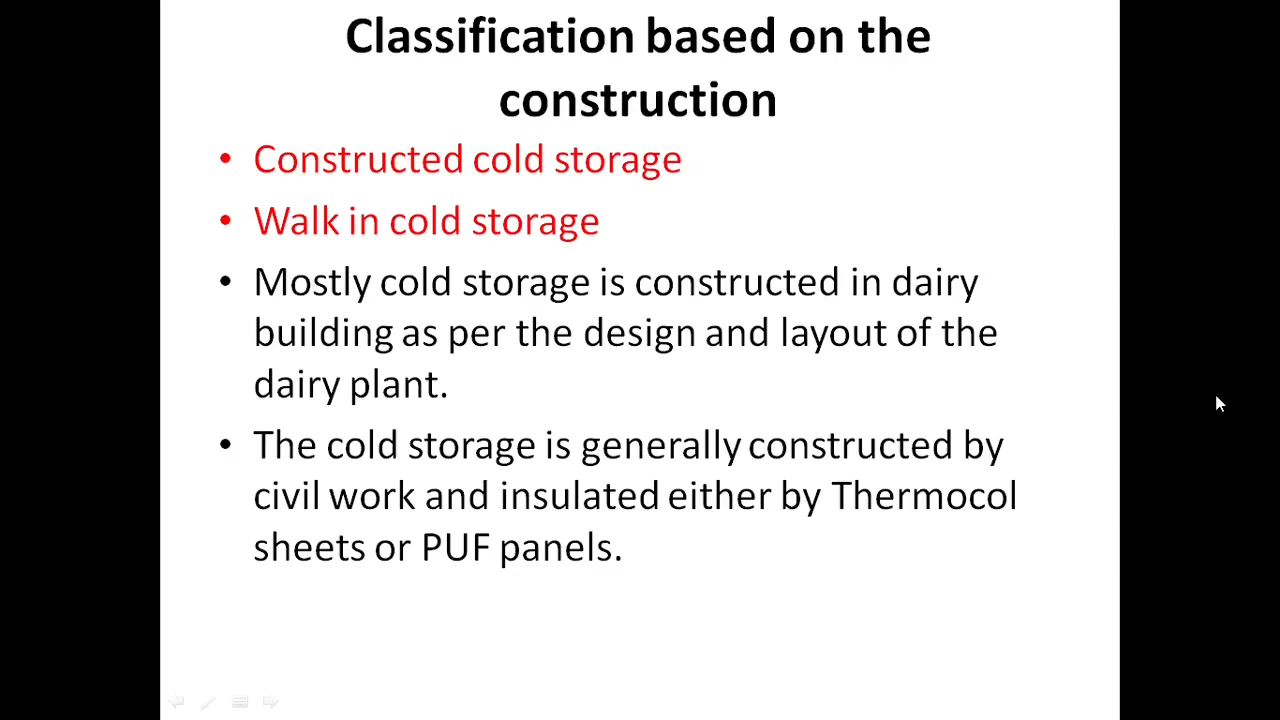 Classification based on the
construction
• Constructed cold storage
• Walk in cold storage
• Mostly cold storage is constructed in dairy
building as per the design and layout of the
dairy plant.
• The cold storage is generally constructed by
civil work and insulated either by Thermocol
sheets or PUF panels.